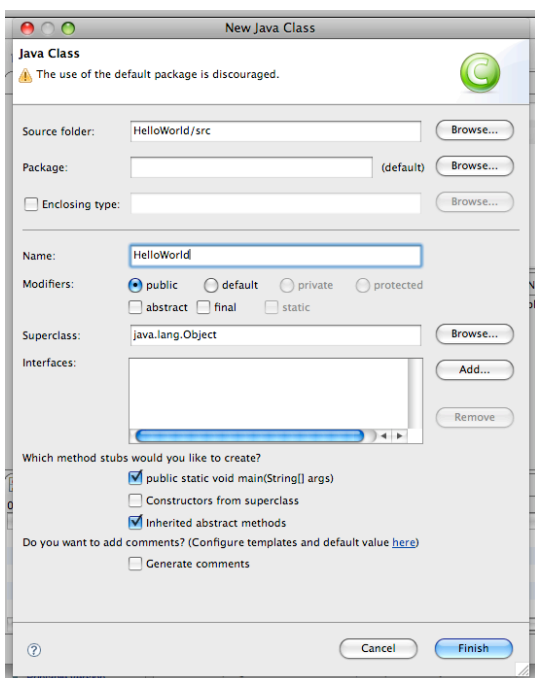 New Java Class
Java Class
The use of the default package is discouraged.
C
Source folder: HelloWorld/src Browse...
Package: (default) Browse...
Enclosing type: Browse...
Name: HelloWorld
Modifiers: public default private protected
abstract final static
Superclass: java.lang.Object Browse...
Interfaces: Add...
Remove
Which method stubs would you like to create?
public static void main(String[] args)
Constructors from superclass
Inherited abstract methods
Do you want to add comments? (Configure templates and default value here)
Generate comments
? Cancel Finish